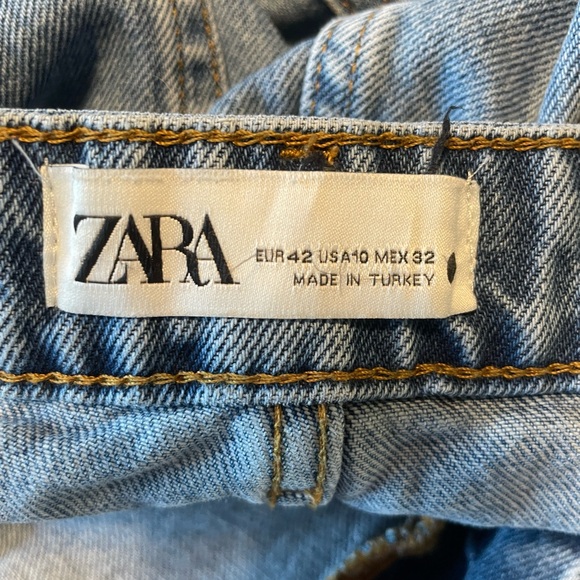 ZARA
EUR 42 USA 10 MEX 32
MADE IN TURKEY